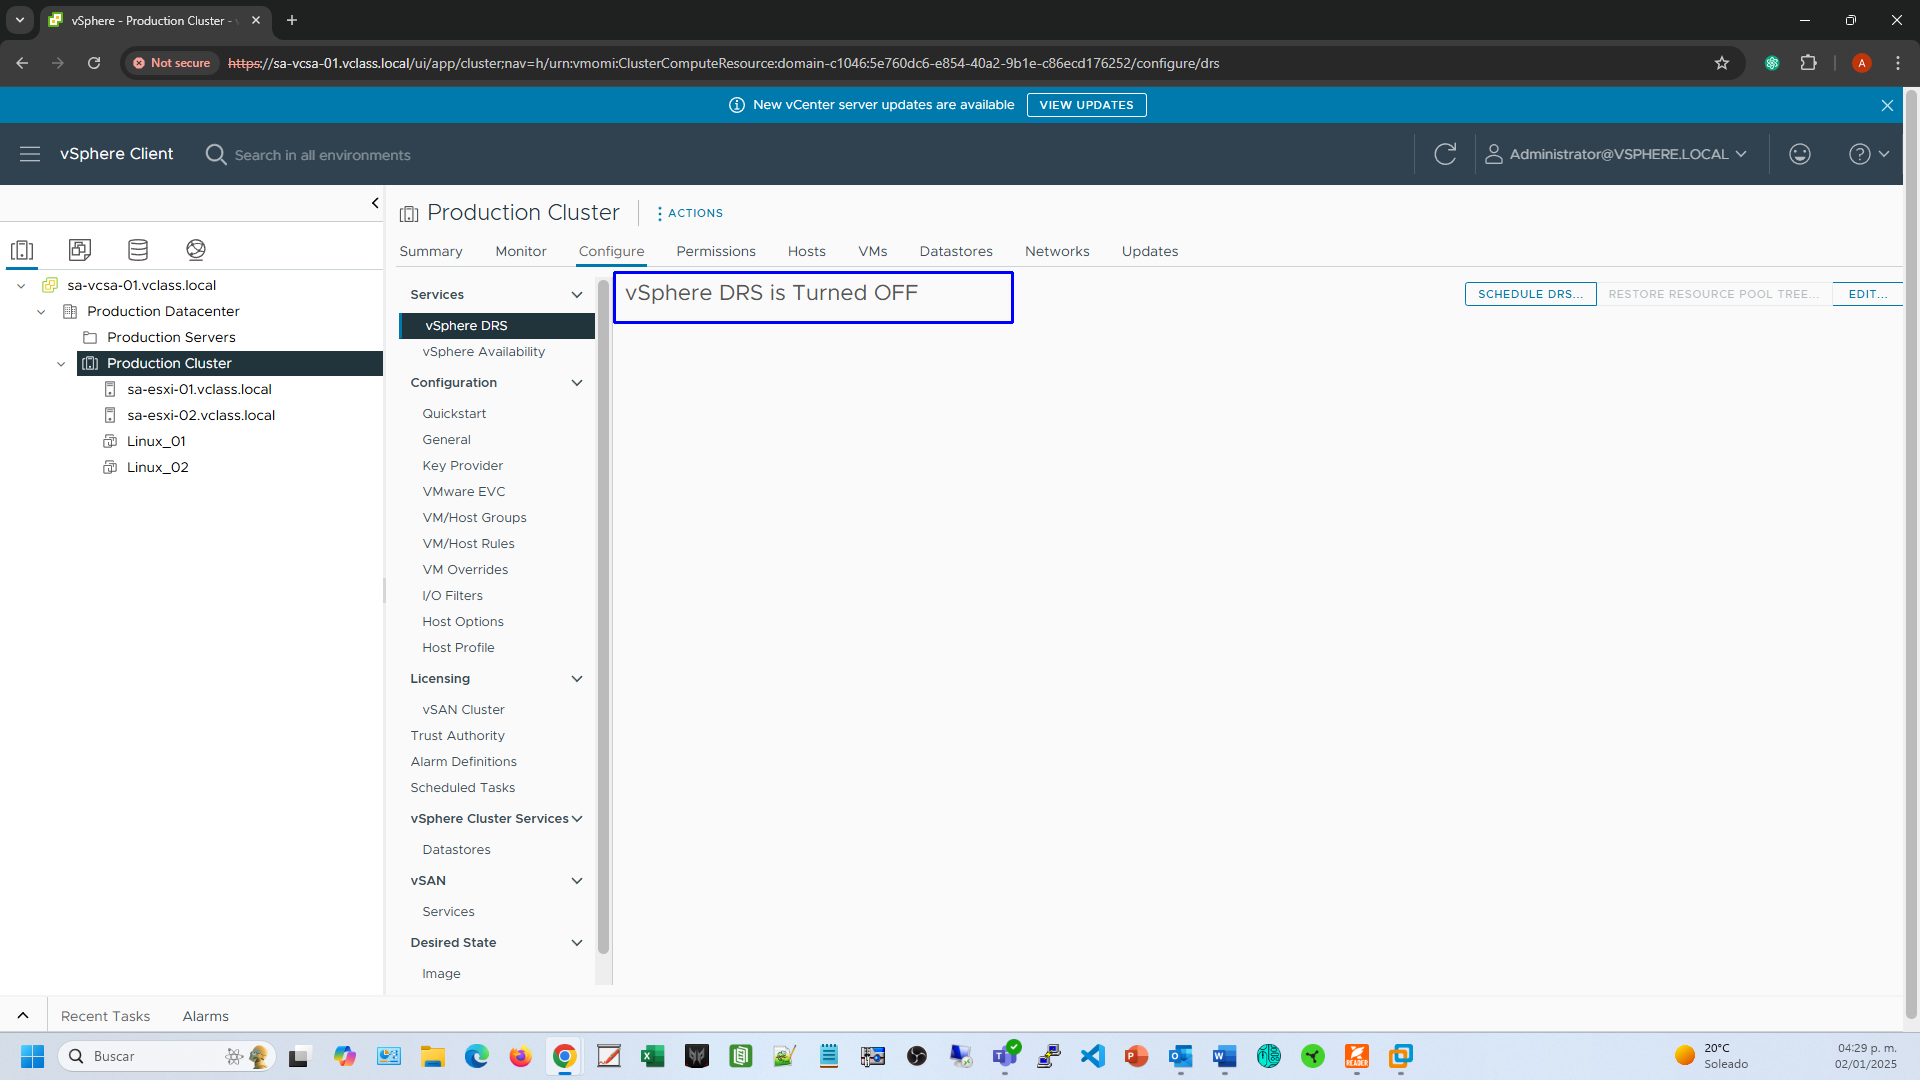 vSphere - Production Cluster - v
Not secure
https://sa-vcsa-01.vclass.local/ui/app/cluster;nav=h/urn:vmomi:ClusterComputeResource:domain-c1046:5e760dc6-e854-40a2-9b1e-c86ecd176252/configure/drs
A
New vCenter server updates are available
VIEW UPDATES
vSphere Client
Search in all environments
Administrator@VSPHERE.LOCAL
Production Cluster
ACTIONS
Summary
Monitor
Configure
Permissions
Hosts
VMs
Datastores
Networks
Updates
sa-vcsa-01.vclass.local
Production Datacenter
Production Servers
Production Cluster
sa-esxi-01.vclass.local
sa-esxi-02.vclass.local
Linux_01
Linux_02
Services
vSphere DRS
vSphere Availability
Configuration
Quickstart
General
Key Provider
VMware EVC
VM/Host Groups
VM/Host Rules
VM Overrides
I/O Filters
Host Options
Host Profile
Licensing
vSAN Cluster
Trust Authority
Alarm Definitions
Scheduled Tasks
vSphere Cluster Services
Datastores
vSAN
Services
Desired State
Image
vSphere DRS is Turned OFF
SCHEDULE DRS...
RESTORE RESOURCE POOL TREE...
EDIT...
Recent Tasks
Alarms
Buscar
READER
20°C
Soleado
04:29 p. m.
02/01/2025